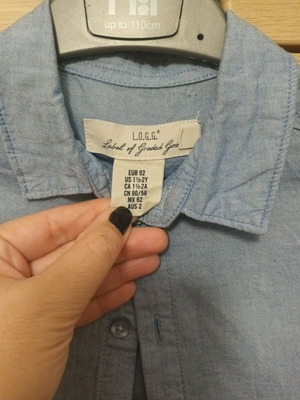 up to 110cm
L.O.G.G.
Label of Graded Goo
EUR 92
US 1½-2Y
CA 1½-2A
CN 90/56
MX 92
AUS 2